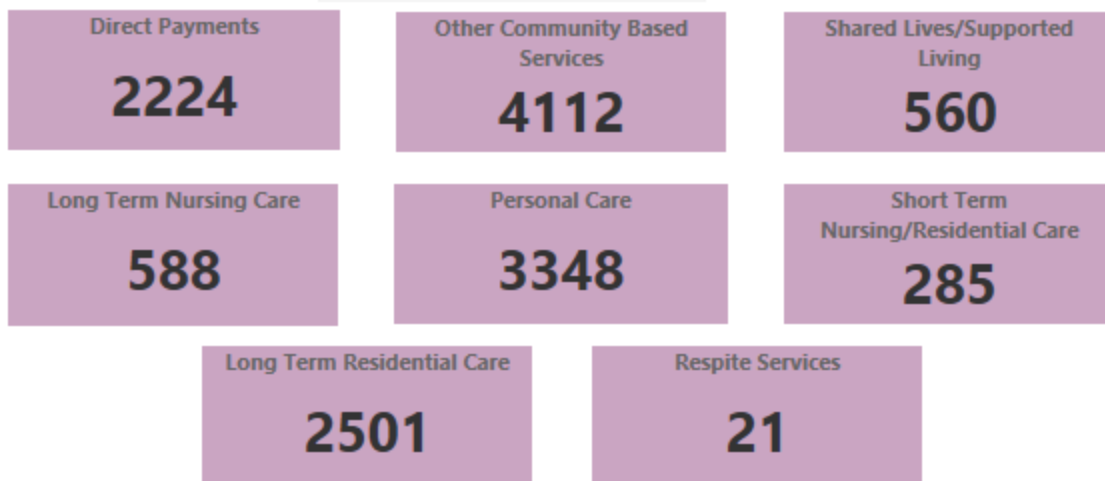 Direct Payments
2224
Other Community Based
Services
4112
Shared Lives/Supported
Living
560
Long Term Nursing Care
588
Personal Care
3348
Short Term
Nursing/Residential Care
285
Long Term Residential Care
2501
Respite Services
21